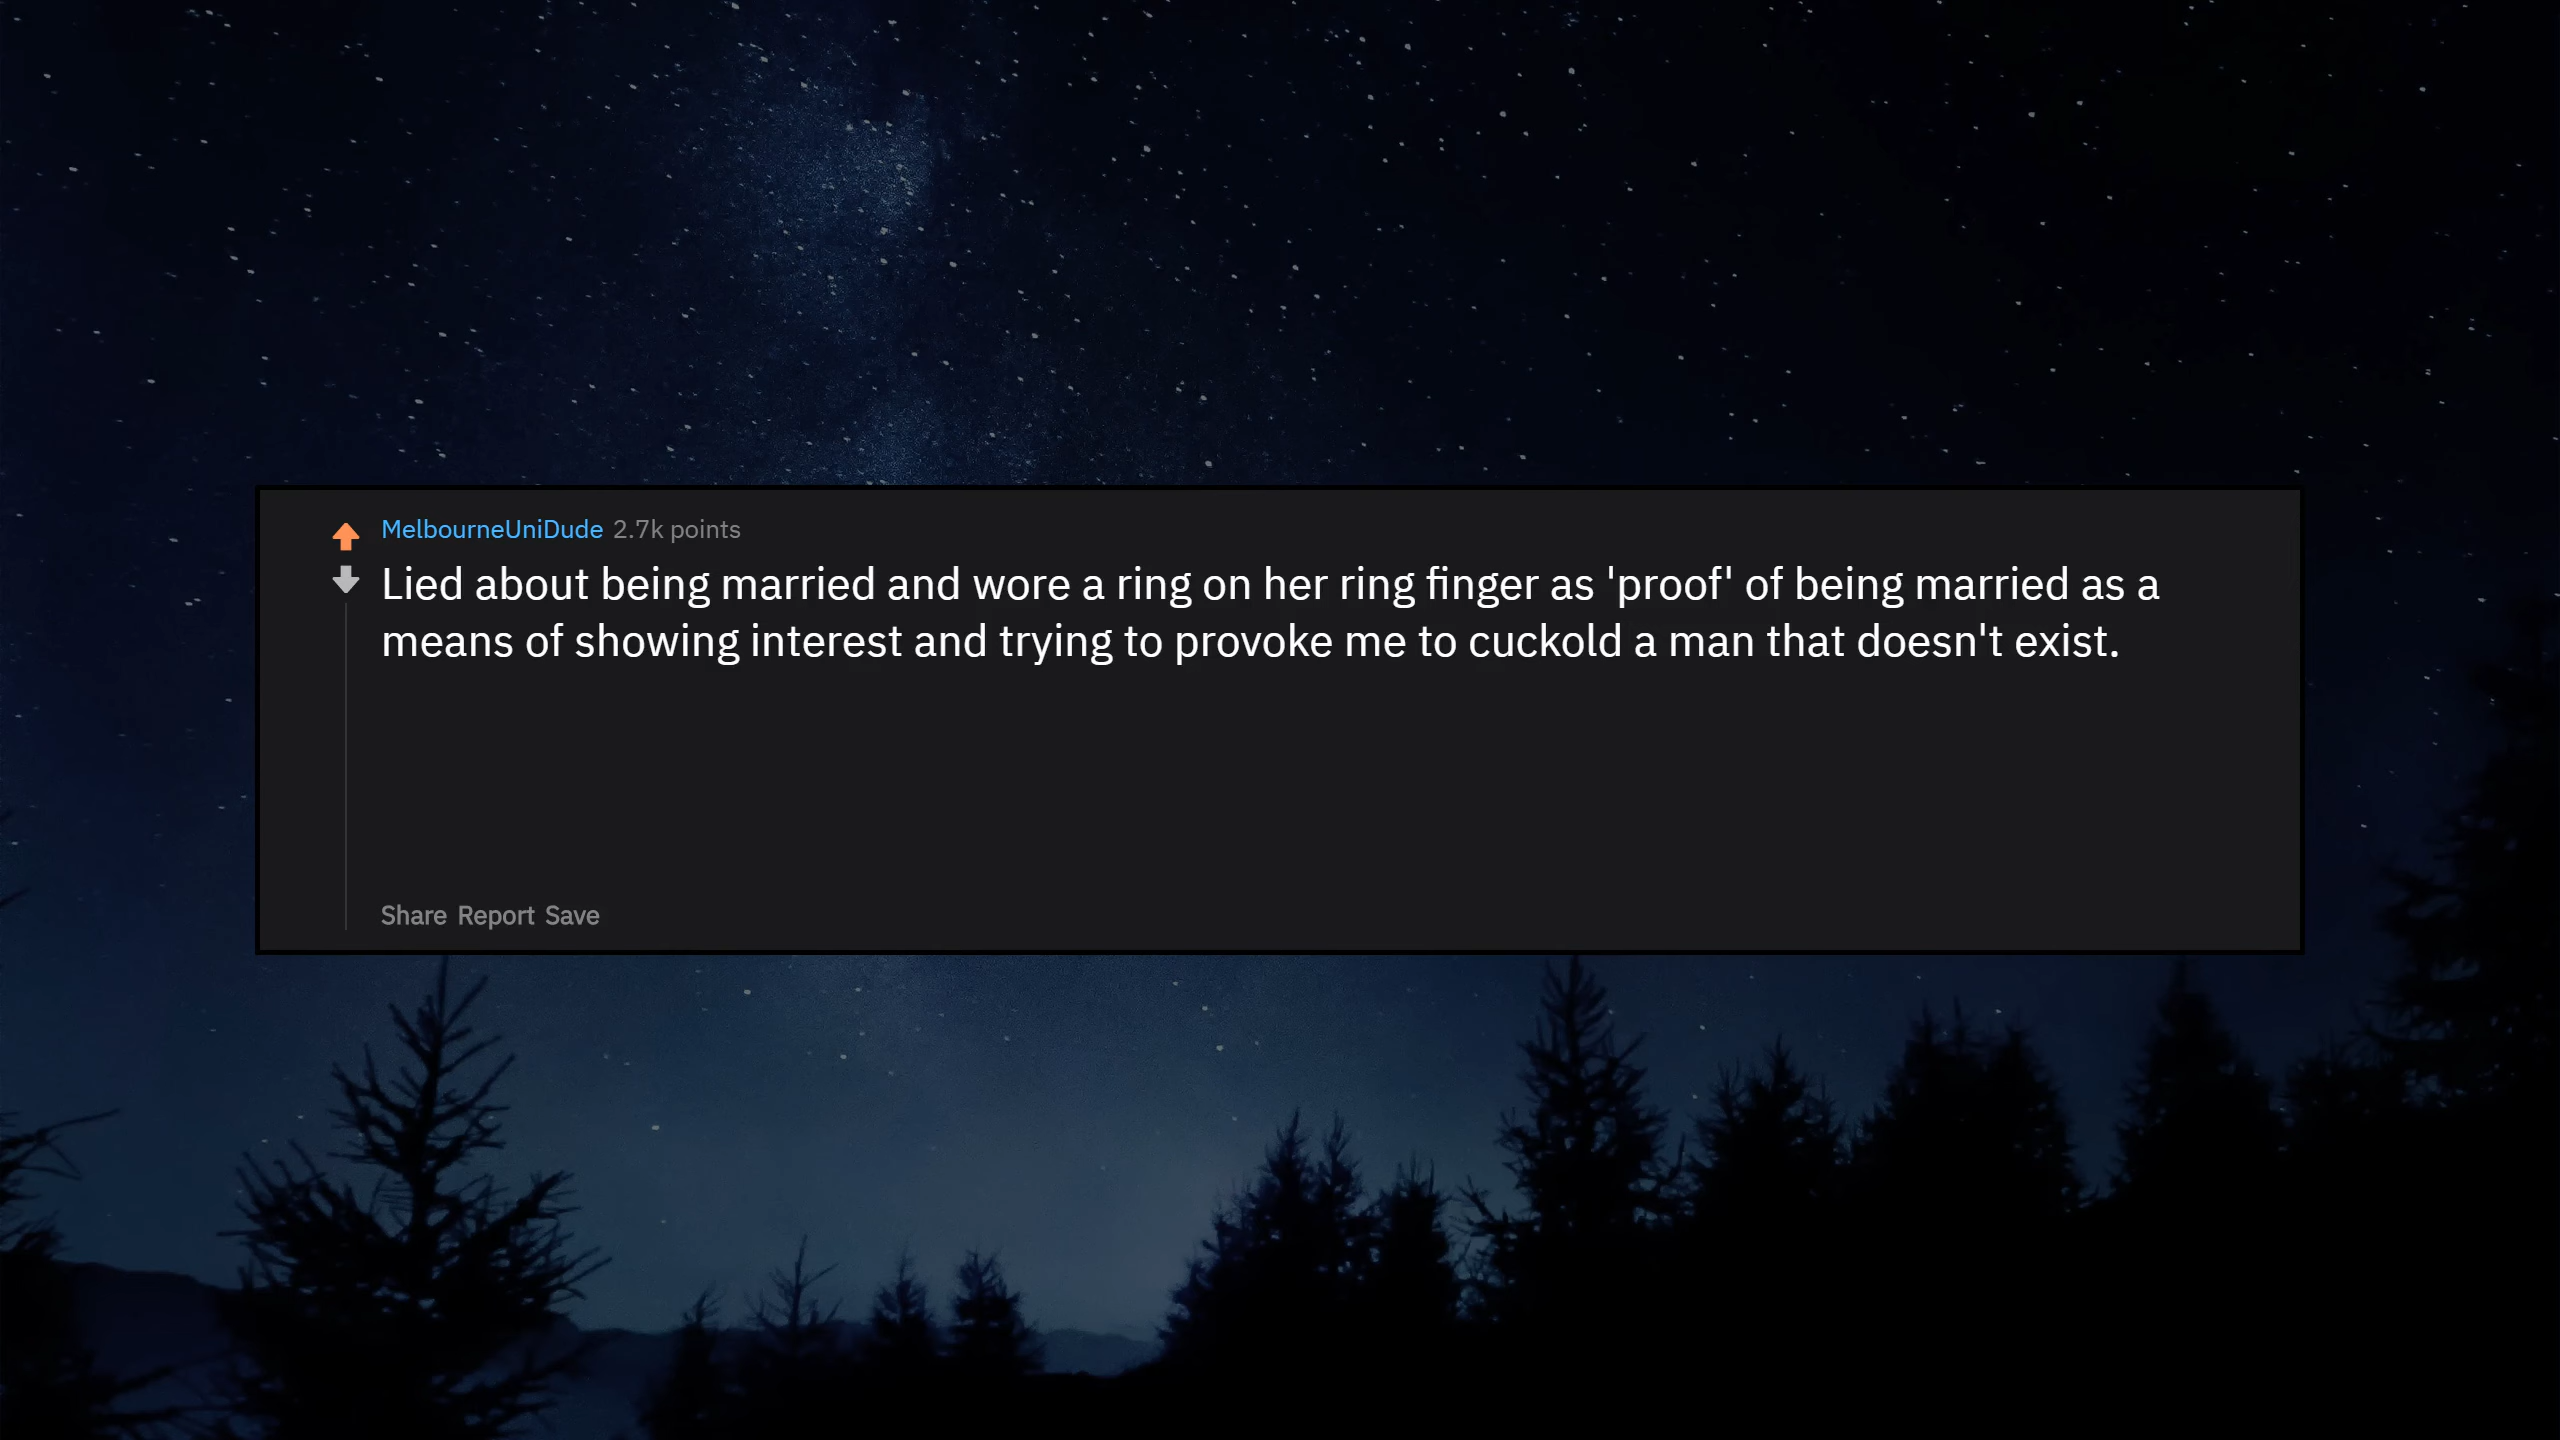 MelbourneUniDude 2.7k points
Lied about being married and wore a ring on her ring finger as 'proof' of being married as a
means of showing interest and trying to provoke me to cuckold a man that doesn't exist.
Share Report Save